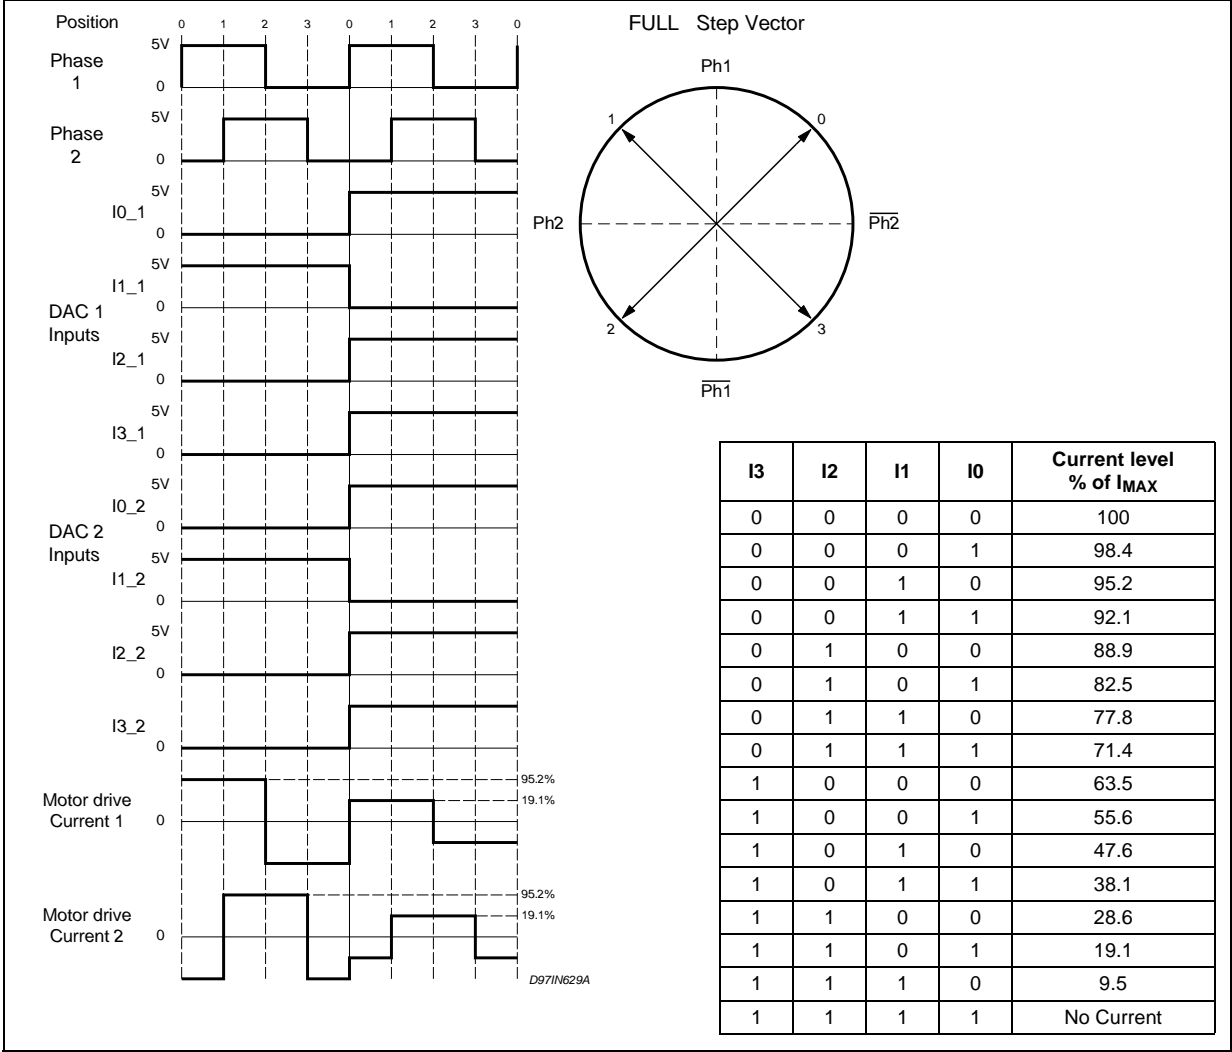 Position
0 1 2 3 0 1 2 3 0
Phase
1
5V
0
Phase
2
5V
0
I0_1
5V
0
I1_1
5V
0
DAC 1
Inputs
I2_1
5V
0
I3_1
5V
0
I0_2
5V
0
DAC 2
Inputs
I1_2
5V
0
I2_2
5V
0
I3_2
0
Motor drive
Current 1
0
95.2%
19.1%
Motor drive
Current 2
0
95.2%
19.1%
D97IN629A
FULL Step Vector
Ph1
1 0
Ph2 P̅h̅2̅
2 3
P̅h̅1̅
I3 I2 I1 I0 Current level
% of IMAX
0 0 0 0 100
0 0 0 1 98.4
0 0 1 0 95.2
0 0 1 1 92.1
0 1 0 0 88.9
0 1 0 1 82.5
0 1 1 0 77.8
0 1 1 1 71.4
1 0 0 0 63.5
1 0 0 1 55.6
1 0 1 0 47.6
1 0 1 1 38.1
1 1 0 0 28.6
1 1 0 1 19.1
1 1 1 0 9.5
1 1 1 1 No Current